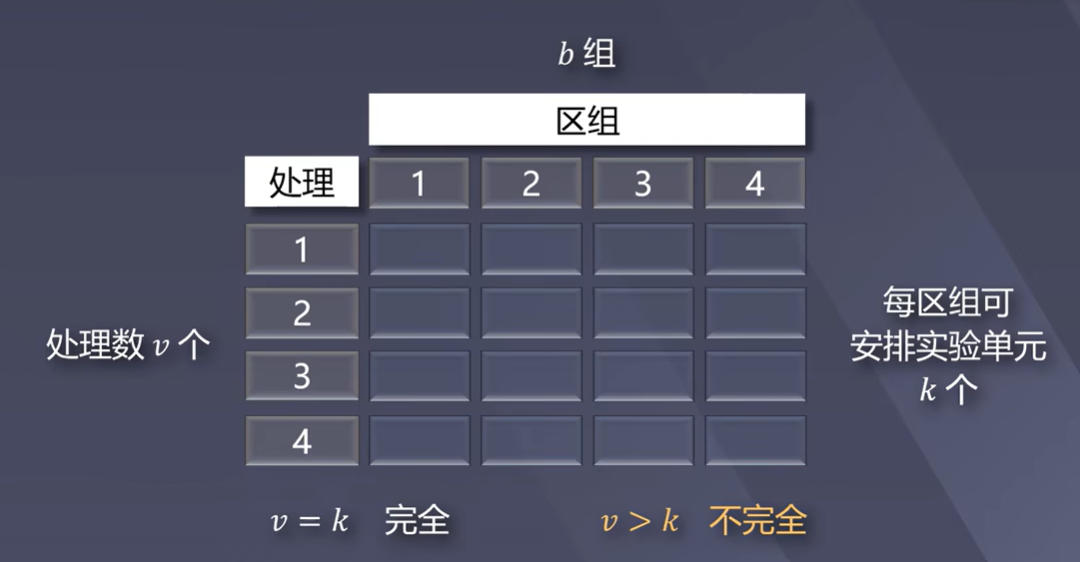 b 组
区组
处理 1 2 3 4
1
2
3
4
处理数 v 个
每区组可
安排实验单元
k 个
v = k 完全
v > k 不完全